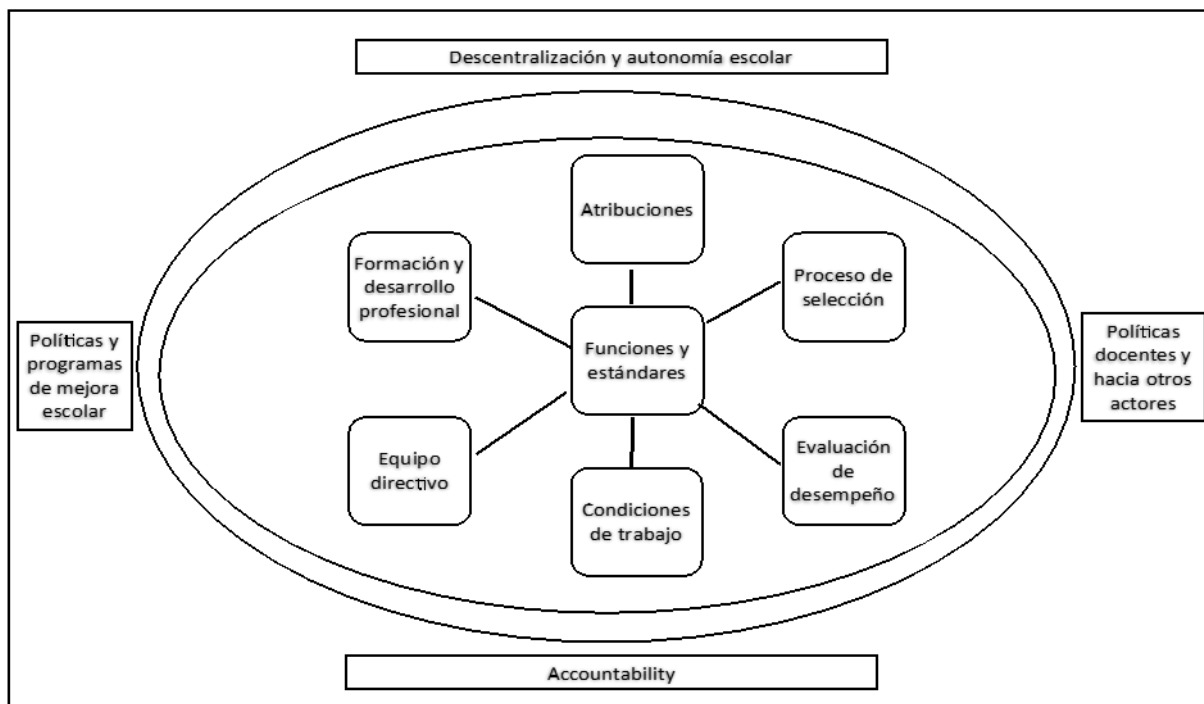 Descentralización y autonomía escolar
Atribuciones
Formación y
desarrollo
profesional
Proceso de
selección
Políticas y
programas
de mejora
escolar
Funciones y
estándares
Políticas
docentes y
hacia otros
actores
Equipo
directivo
Condiciones
de trabajo
Evaluación
de
desempeño
Accountability